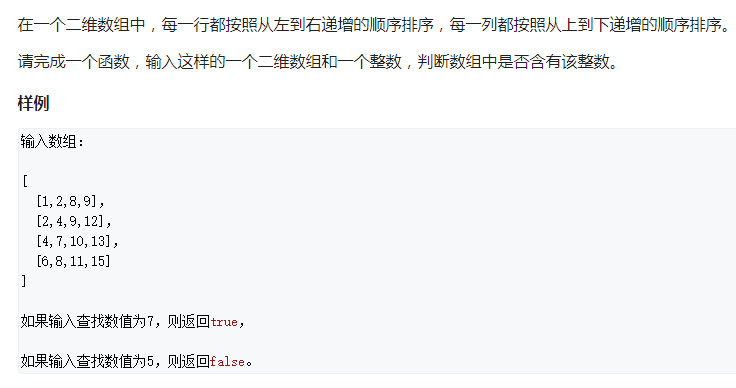 在一个二维数组中，每一行都按照从左到右递增的顺序排序，每一列都按照从上到下递增的顺序排序。
请完成一个函数，输入这样的一个二维数组和一个整数，判断数组中是否含有该整数。
样例
输入数组：
[
[1,2,8,9],
[2,4,9,12],
[4,7,10,13],
[6,8,11,15]
]
如果输入查找数值为7，则返回true，
如果输入查找数值为5，则返回false。